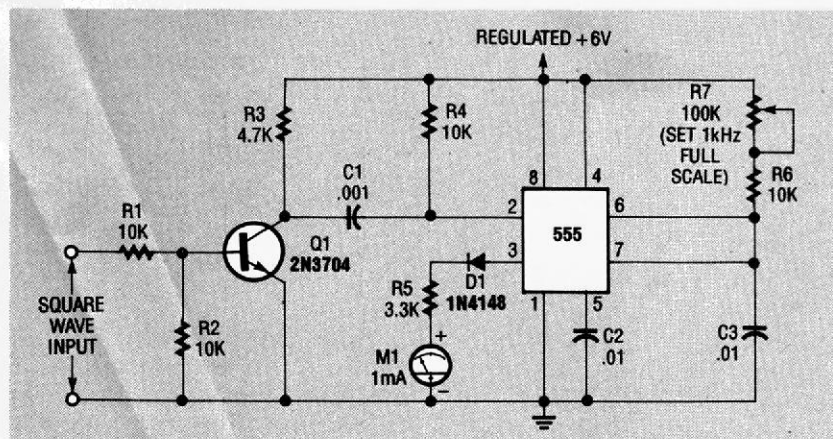 REGULATED +6V
R3
4.7K
R4
10K
R7
100K
(SET 1kHz
FULL
SCALE)
R6
10K
C1
.001
8
4
R1
10K
2
6
555
Q1
2N3704
3
7
D1
1N4148
R5
3.3K
1
5
SQUARE
WAVE
INPUT
R2
10K
+
M1
1mA
–
C2
.01
C3
.01